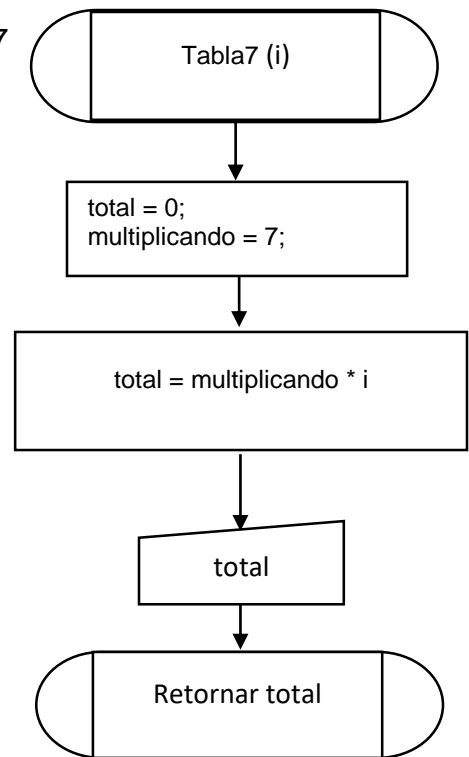 7
Tabla7 (i)
total = 0;
multiplicando = 7;
total = multiplicando * i
total
Retornar total